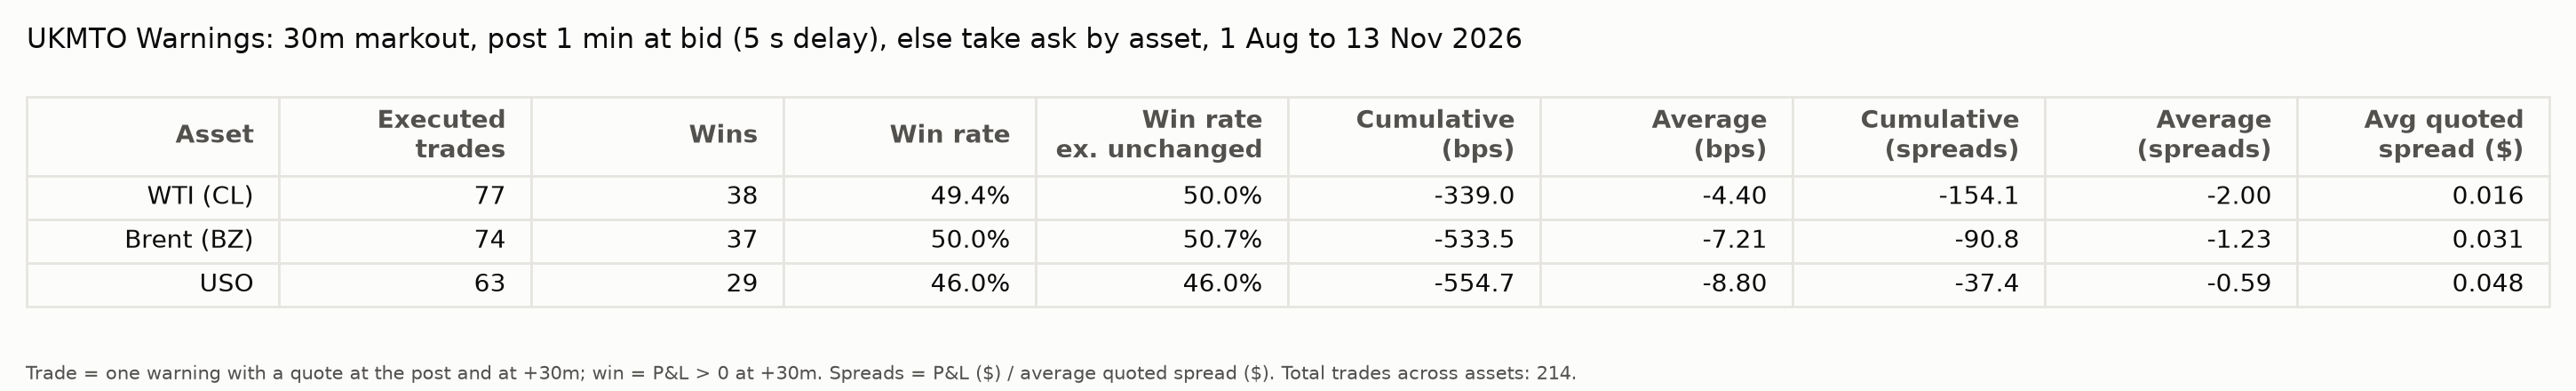 UKMTO Warnings: 30m markout, post 1 min at bid (5 s delay), else take ask by asset, 1 Aug to 13 Nov 2026
Asset | Executed trades | Wins | Win rate | Win rate ex. unchanged | Cumulative (bps) | Average (bps) | Cumulative (spreads) | Average (spreads) | Avg quoted spread ($)
WTI (CL) | 77 | 38 | 49.4% | 50.0% | -339.0 | -4.40 | -154.1 | -2.00 | 0.016
Brent (BZ) | 74 | 37 | 50.0% | 50.7% | -533.5 | -7.21 | -90.8 | -1.23 | 0.031
USO | 63 | 29 | 46.0% | 46.0% | -554.7 | -8.80 | -37.4 | -0.59 | 0.048
Trade = one warning with a quote at the post and at +30m; win = P&L > 0 at +30m. Spreads = P&L ($) / average quoted spread ($). Total trades across assets: 214.